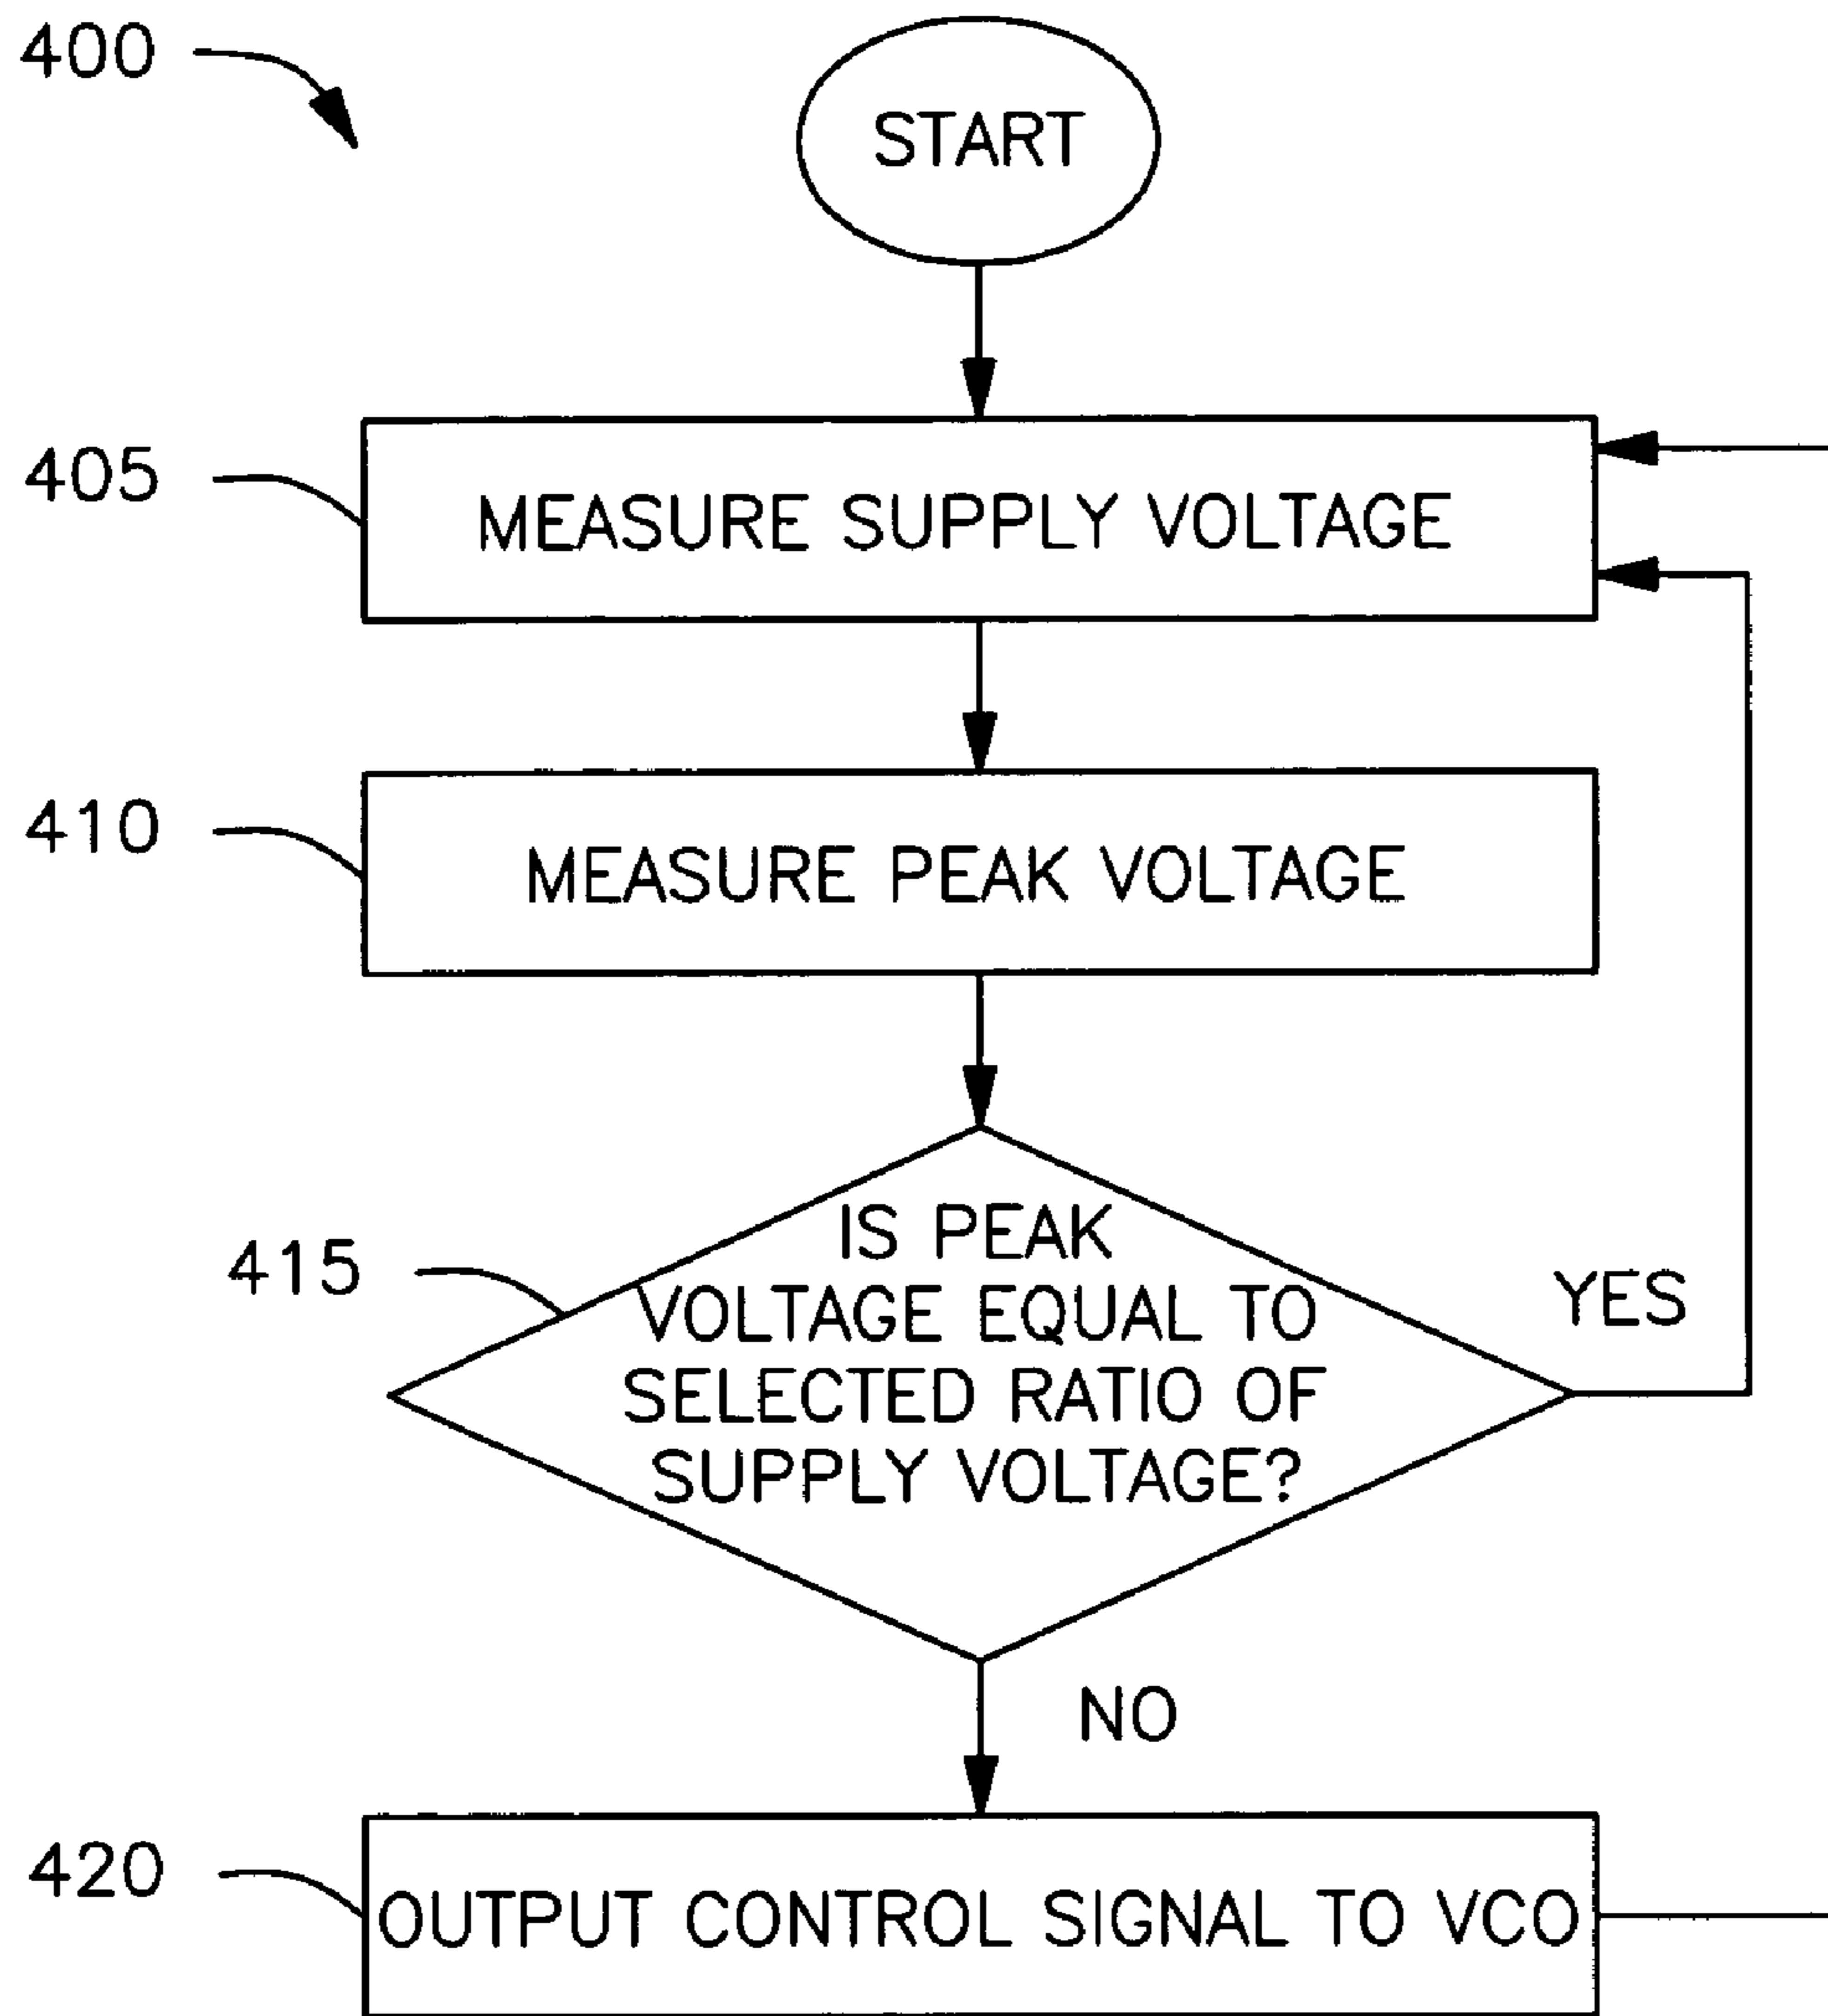 400
START
405
MEASURE SUPPLY VOLTAGE
410
MEASURE PEAK VOLTAGE
415
IS PEAK
VOLTAGE EQUAL TO
SELECTED RATIO OF
SUPPLY VOLTAGE?
YES
NO
420
OUTPUT CONTROL SIGNAL TO VCO